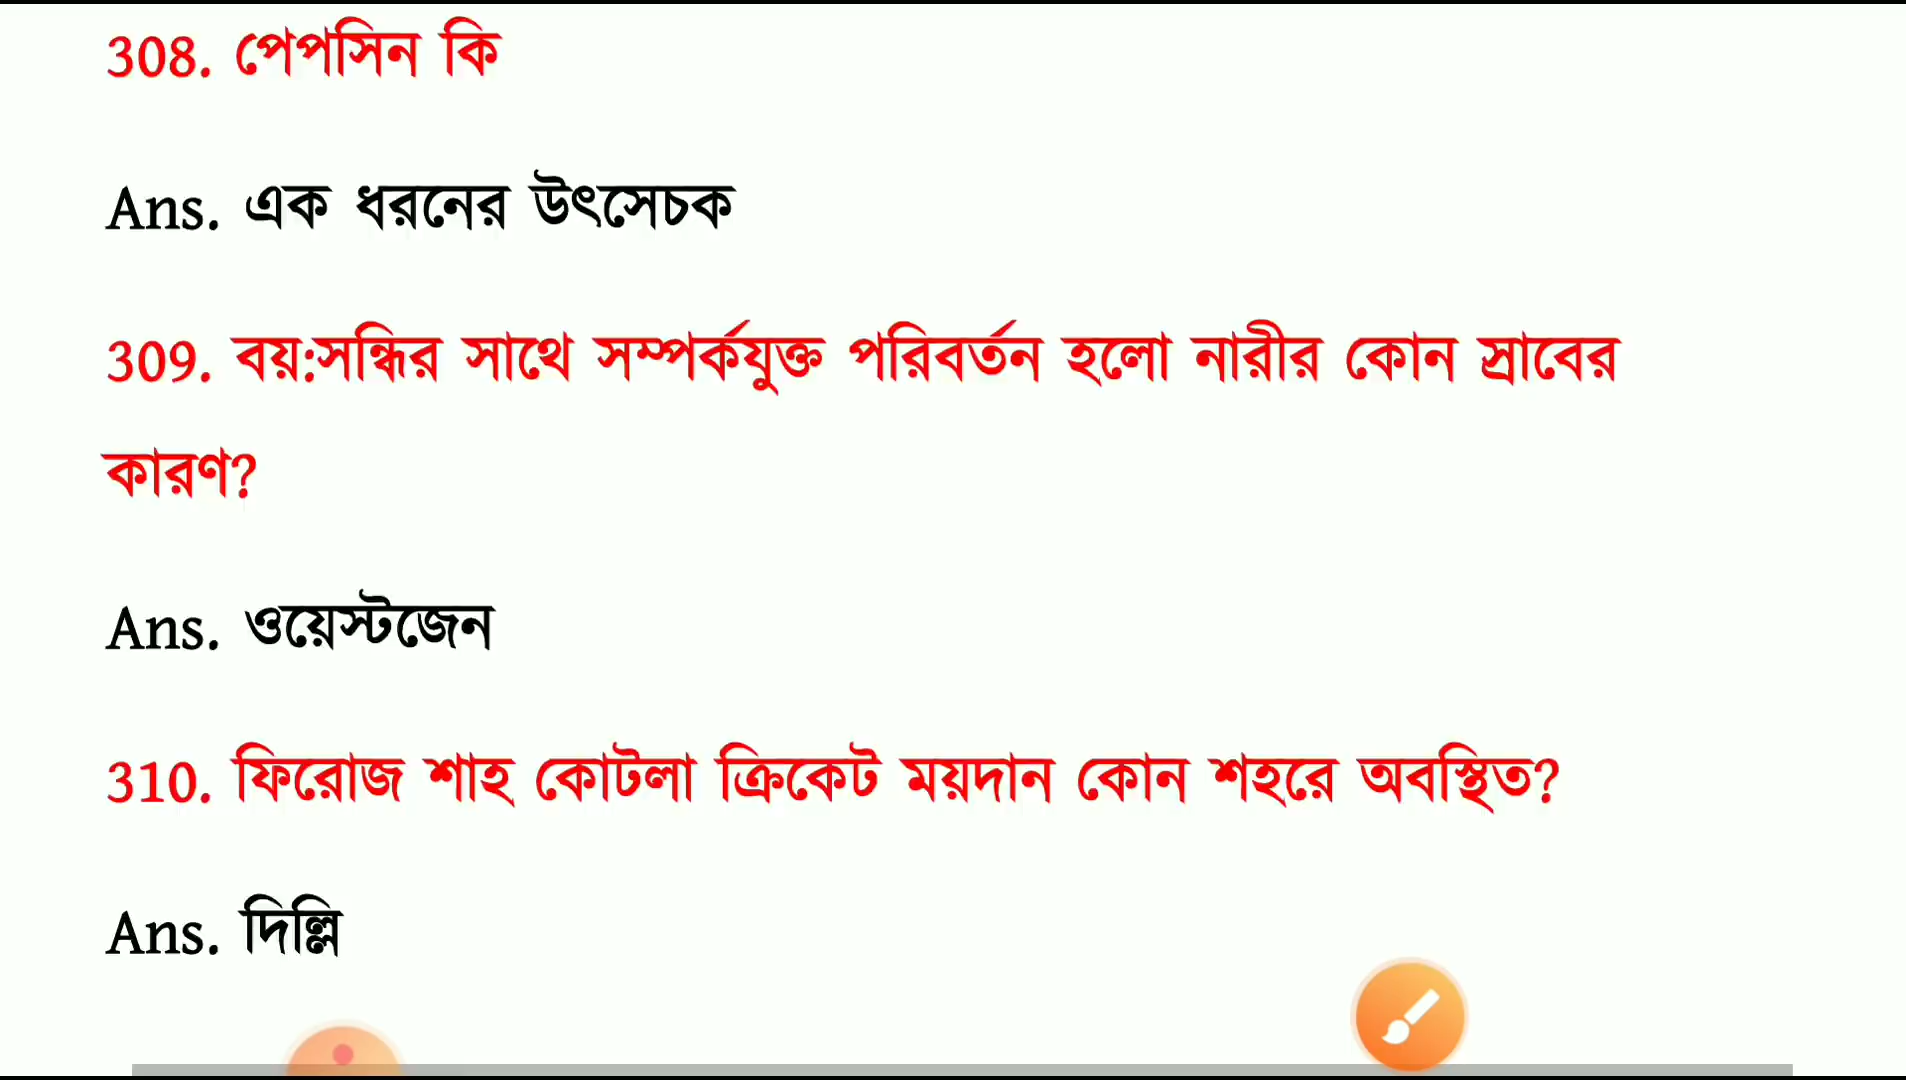 308. পেপসিন কি
Ans. এক ধরনের উৎসেচক
309. বয়:সন্ধির সাথে সম্পর্কযুক্ত পরিবর্তন হলো নারীর কোন স্রাবের
কারণ?
Ans. ওয়েস্টজেন
310. ফিরোজ শাহ কোটলা ক্রিকেট ময়দান কোন শহরে অবস্থিত?
Ans. দিল্লি